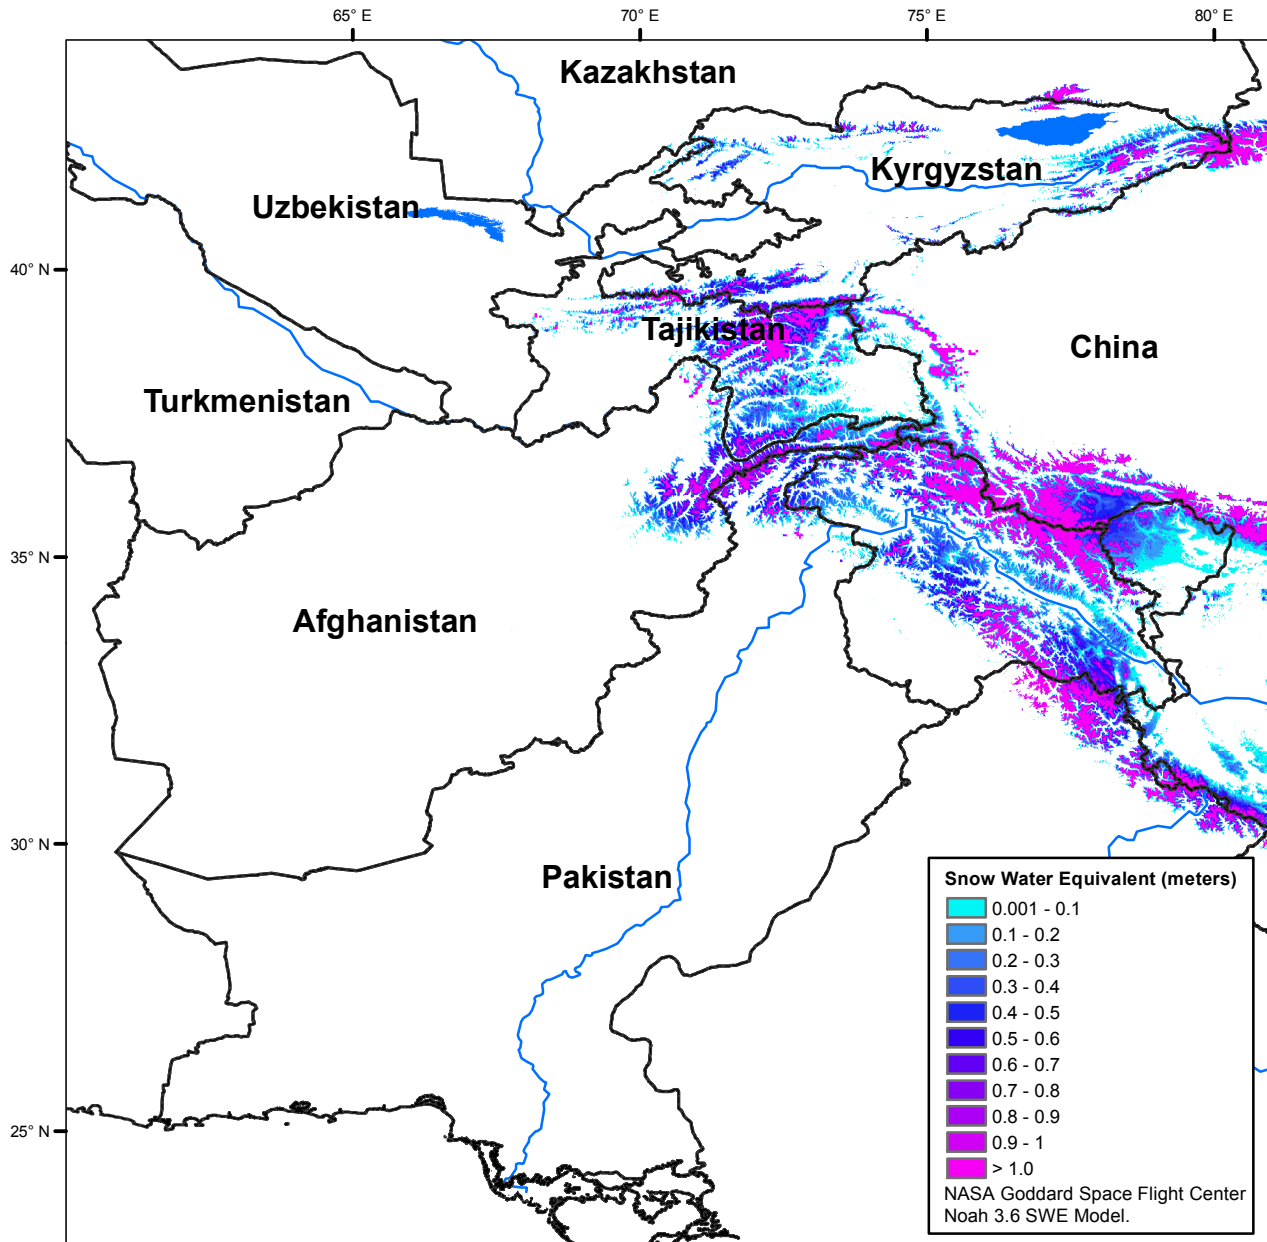 65° E
70° E
75° E
80° E
Kazakhstan
Kyrgyzstan
Uzbekistan
40° N
Tajikistan
China
Turkmenistan
35° N
Afghanistan
30° N
Pakistan
25° N
Snow Water Equivalent (meters)
0.001 - 0.1
0.1 - 0.2
0.2 - 0.3
0.3 - 0.4
0.4 - 0.5
0.5 - 0.6
0.6 - 0.7
0.7 - 0.8
0.8 - 0.9
0.9 - 1
> 1.0
NASA Goddard Space Flight Center
Noah 3.6 SWE Model.